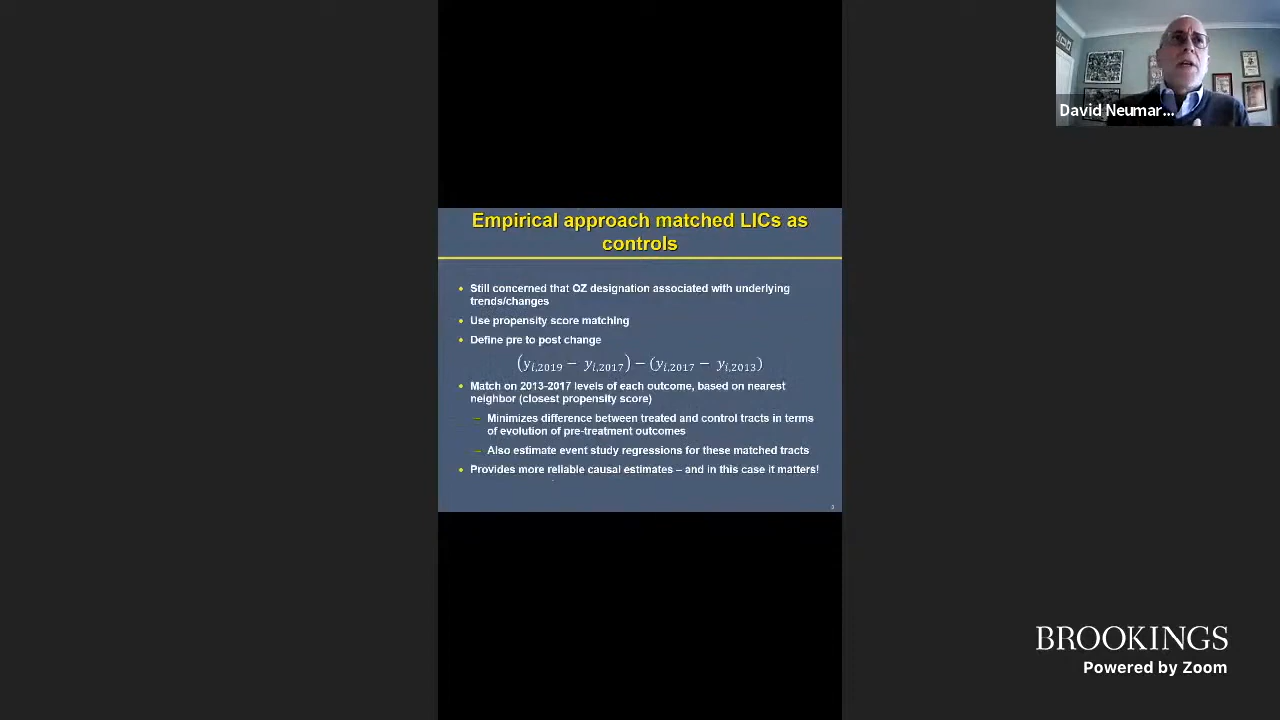 David Neumar...
Empirical approach matched LICs as
controls
• Still concerned that OZ designation associated with underlying
trends/changes
• Use propensity score matching
• Define pre to post change
(y_{i,2019} − y_{i,2017}) − (y_{i,2017} − y_{i,2013})
• Match on 2013-2017 levels of each outcome, based on nearest
neighbor (closest propensity score)
– Minimizes difference between treated and control tracts in terms
of evolution of pre-treatment outcomes
– Also estimate event study regressions for these matched tracts
• Provides more reliable causal estimates – and in this case it matters!
BROOKINGS
Powered by Zoom